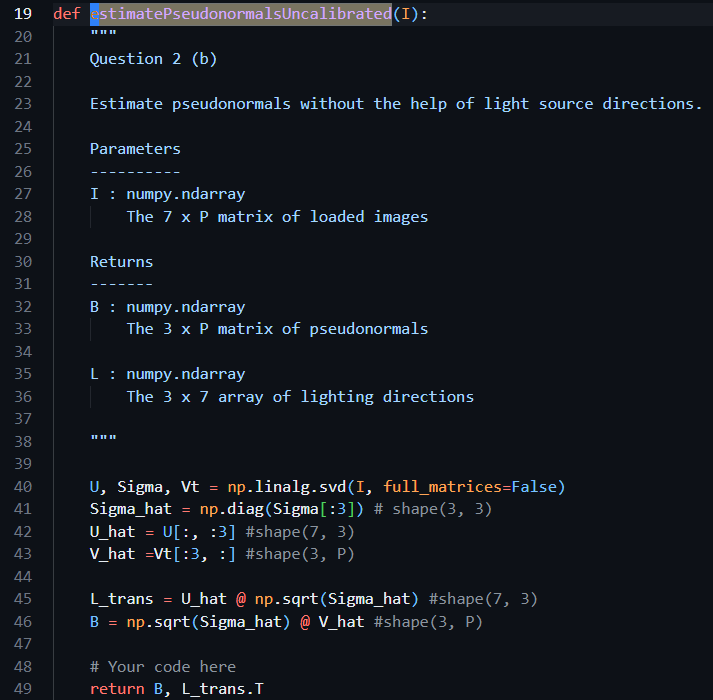 19 def estimatePseudonormalsUncalibrated(I):
20 """
21 Question 2 (b)
22
23 Estimate pseudonormals without the help of light source directions.
24
25 Parameters
26 ----------
27 I : numpy.ndarray
28 The 7 x P matrix of loaded images
29
30 Returns
31 -------
32 B : numpy.ndarray
33 The 3 x P matrix of pseudonormals
34
35 L : numpy.ndarray
36 The 3 x 7 array of lighting directions
37
38 """
39
40 U, Sigma, Vt = np.linalg.svd(I, full_matrices=False)
41 Sigma_hat = np.diag(Sigma[:3]) # shape(3, 3)
42 U_hat = U[:, :3] #shape(7, 3)
43 V_hat =Vt[:3, :] #shape(3, P)
44
45 L_trans = U_hat @ np.sqrt(Sigma_hat) #shape(7, 3)
46 B = np.sqrt(Sigma_hat) @ V_hat #shape(3, P)
47
48 # Your code here
49 return B, L_trans.T